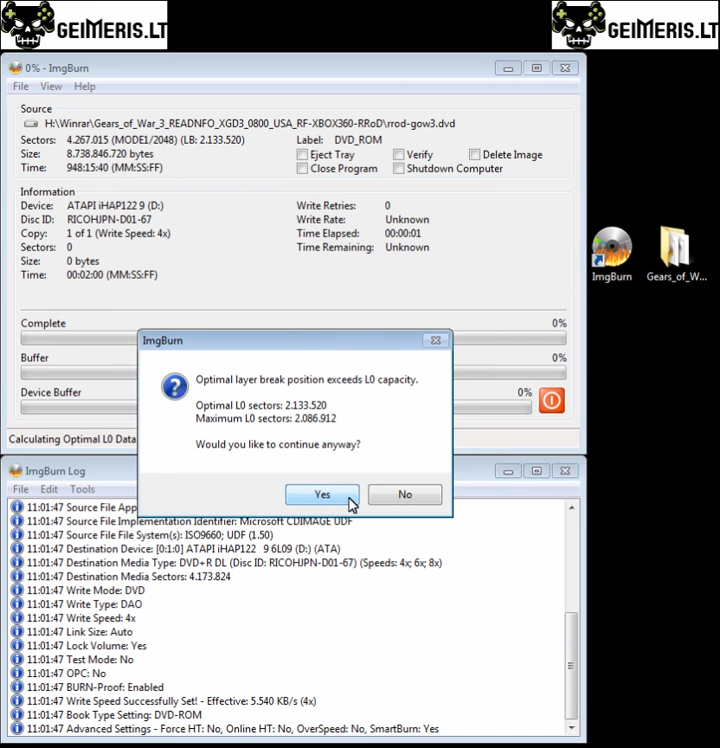 GEIMERIS.LT
GEIMERIS.LT
0% - ImgBurn
File View Help
Source
H:\Winrar\Gears_of_War_3_READNFO_XGD3_0800_USA_RF-XBOX360-RRoD\rrod-gow3.dvd
Sectors: 4.267.015 (MODE1/2048) (LB: 2.133.520) Label: DVD_ROM
Size: 8.738.846.720 bytes Eject Tray Verify Delete Image
Time: 948:15:40 (MM:SS:FF) Close Program Shutdown Computer
Information
Device: ATAPI iHAP122 9 (D:) Write Retries: 0
Disc ID: RICOHJPN-D01-67 Write Rate: Unknown
Copy: 1 of 1 (Write Speed: 4x) Time Elapsed: 00:00:01
Sectors: 0 Time Remaining: Unknown
Size: 0 bytes
Time: 00:02:00 (MM:SS:FF)
ImgBurn Gears_of_W...
Complete 0%
Buffer 0%
Device Buffer 0%
Calculating Optimal L0 Data
ImgBurn
Optimal layer break position exceeds L0 capacity.
Optimal L0 sectors: 2.133.520
Maximum L0 sectors: 2.086.912
Would you like to continue anyway?
Yes No
ImgBurn Log
File Edit Tools
11:01:47 Source File App
11:01:47 Source File Implementation Identifier: Microsoft CDIMAGE UDF
11:01:47 Source File File System(s): ISO9660; UDF (1.50)
11:01:47 Destination Device: [0:1:0] ATAPI iHAP122 9 6L09 (D:) (ATA)
11:01:47 Destination Media Type: DVD+R DL (Disc ID: RICOHJPN-D01-67) (Speeds: 4x; 6x; 8x)
11:01:47 Destination Media Sectors: 4.173.824
11:01:47 Write Mode: DVD
11:01:47 Write Type: DAO
11:01:47 Write Speed: 4x
11:01:47 Link Size: Auto
11:01:47 Lock Volume: Yes
11:01:47 Test Mode: No
11:01:47 OPC: No
11:01:47 BURN-Proof: Enabled
11:01:47 Write Speed Successfully Set! - Effective: 5.540 KB/s (4x)
11:01:47 Book Type Setting: DVD-ROM
11:01:47 Advanced Settings - Force HT: No, Online HT: No, OverSpeed: No, SmartBurn: Yes